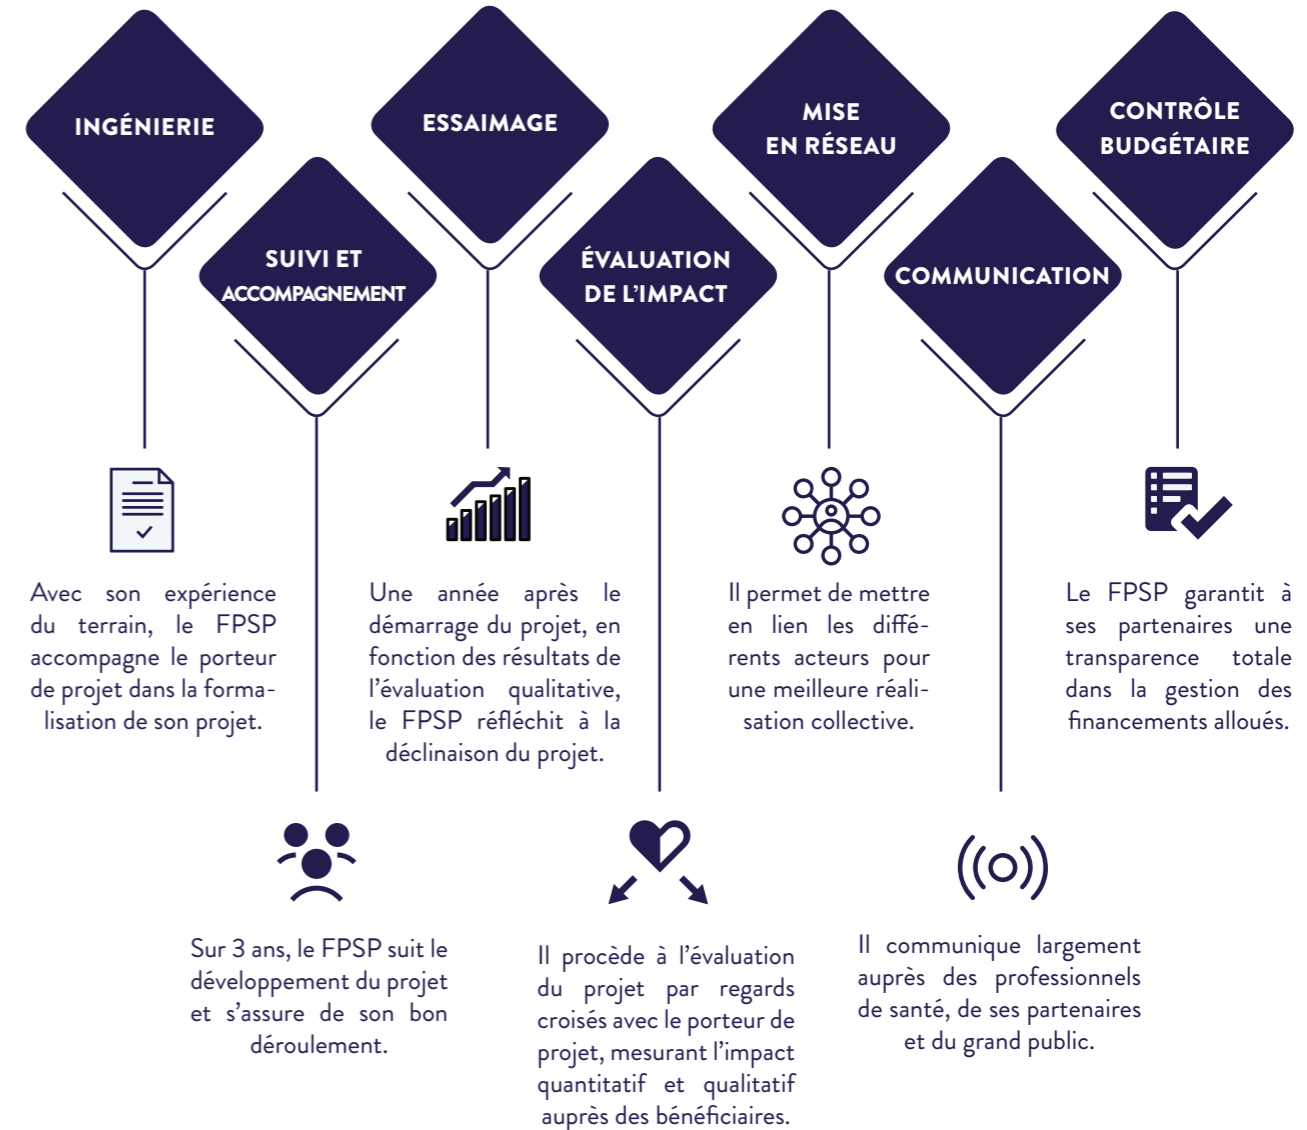 INGÉNIERIE
Avec son expérience
du terrain, le FPSP
accompagne le porteur
de projet dans la forma-
lisation de son projet.
SUIVI ET
ACCOMPAGNEMENT
Sur 3 ans, le FPSP suit le
développement du projet
et s’assure de son bon
déroulement.
ESSAIMAGE
Une année après le
démarrage du projet, en
fonction des résultats de
l’évaluation qualitative,
le FPSP réfléchit à la
déclinaison du projet.
ÉVALUATION
DE L’IMPACT
Il procède à l’évaluation
du projet par regards
croisés avec le porteur de
projet, mesurant l’impact
quantitatif et qualitatif
auprès des bénéficiaires.
MISE
EN RÉSEAU
Il permet de mettre
en lien les diffé-
rents acteurs pour
une meilleure réali-
sation collective.
COMMUNICATION
Il communique largement
auprès des professionnels
de santé, de ses partenaires
et du grand public.
CONTRÔLE
BUDGÉTAIRE
Le FPSP garantit à
ses partenaires une
transparence totale
dans la gestion des
financements alloués.